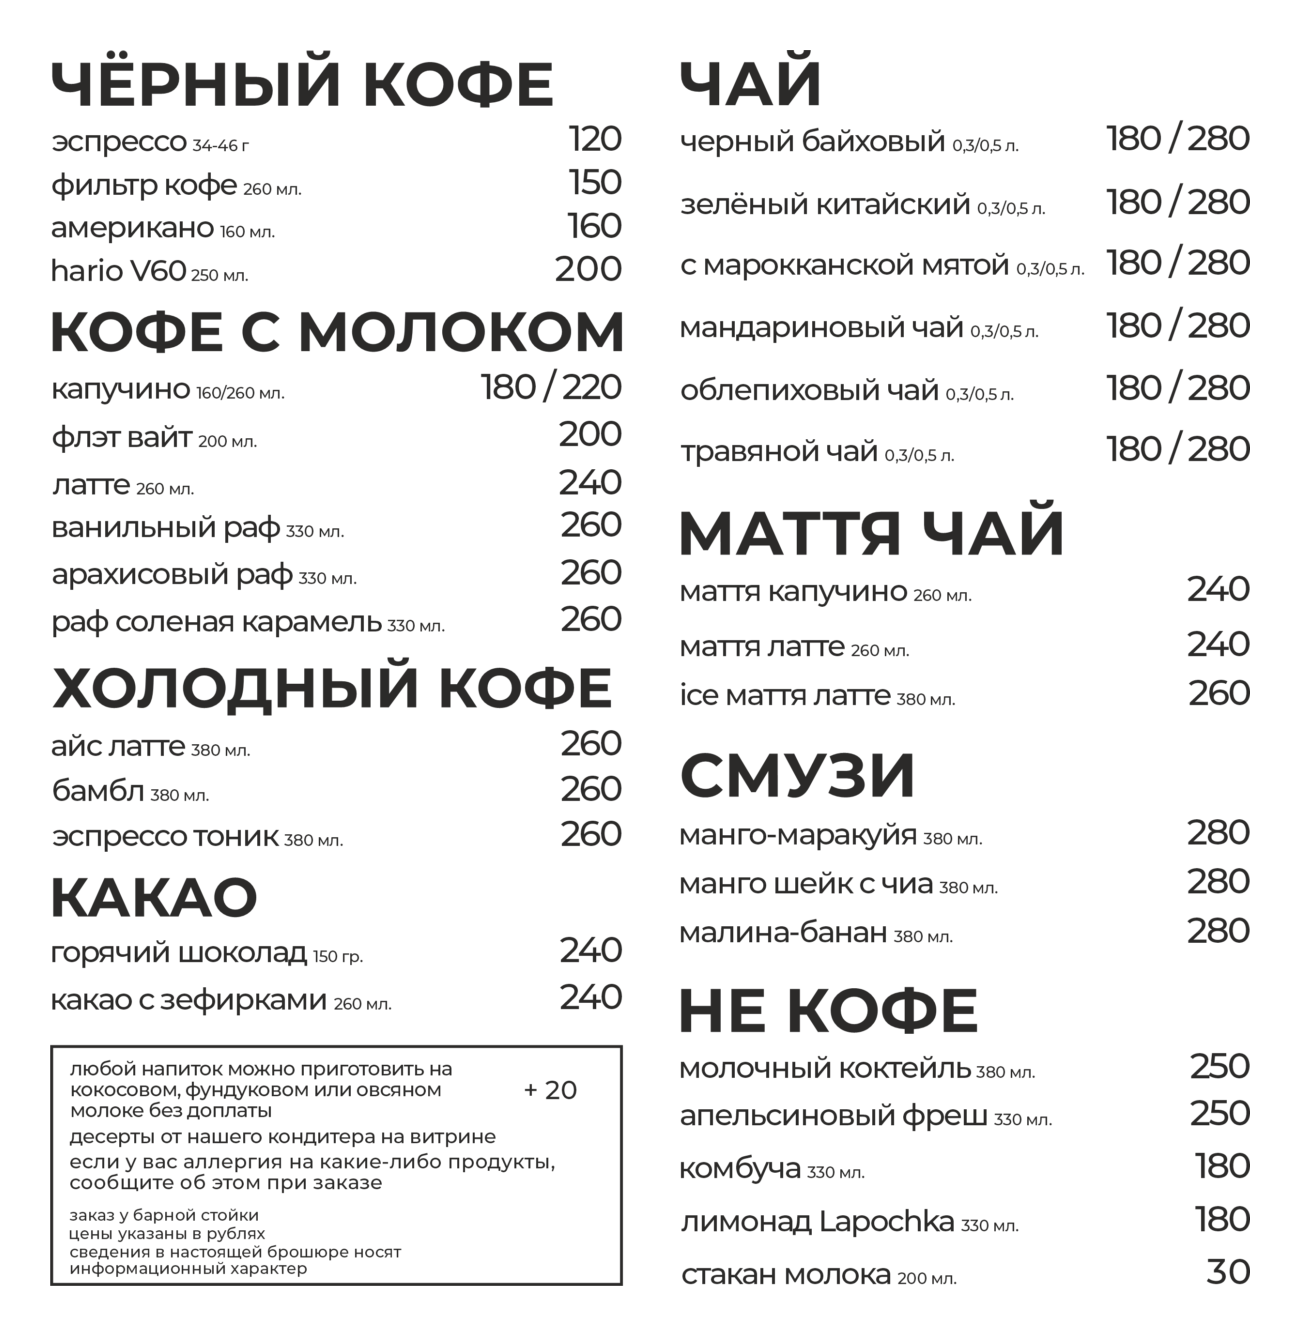 ЧЁРНЫЙ КОФЕ
эспрессо 34-46 г 120
фильтр кофе 260 мл. 150
американо 160 мл. 160
hario V60 250 мл. 200
КОФЕ С МОЛОКОМ
капучино 160/260 мл. 180 / 220
флэт вайт 200 мл. 200
латте 260 мл. 240
ванильный раф 330 мл. 260
арахисовый раф 330 мл. 260
раф соленая карамель 330 мл. 260
ХОЛОДНЫЙ КОФЕ
айс латте 380 мл. 260
бамбл 380 мл. 260
эспрессо тоник 380 мл. 260
КАКАО
горячий шоколад 150 гр. 240
какао с зефирками 260 мл. 240
любой напиток можно приготовить на
кокосовом, фундуковом или овсяном + 20
молоке без доплаты
десерты от нашего кондитера на витрине
если у вас аллергия на какие-либо продукты,
сообщите об этом при заказе
заказ у барной стойки
цены указаны в рублях
сведения в настоящей брошюре носят
информационный характер
ЧАЙ
черный байховый 0,3/0,5 л. 180 / 280
зелёный китайский 0,3/0,5 л. 180 / 280
с марокканской мятой 0,3/0,5 л. 180 / 280
мандариновый чай 0,3/0,5 л. 180 / 280
облепиховый чай 0,3/0,5 л. 180 / 280
травяной чай 0,3/0,5 л. 180 / 280
МАТТЯ ЧАЙ
маття капучино 260 мл. 240
маття латте 260 мл. 240
ice маття латте 380 мл. 260
СМУЗИ
манго-маракуйя 380 мл. 280
манго шейк с чиа 380 мл. 280
малина-банан 380 мл. 280
НЕ КОФЕ
молочный коктейль 380 мл. 250
апельсиновый фреш 330 мл. 250
комбуча 330 мл. 180
лимонад Lapochka 330 мл. 180
стакан молока 200 мл. 30